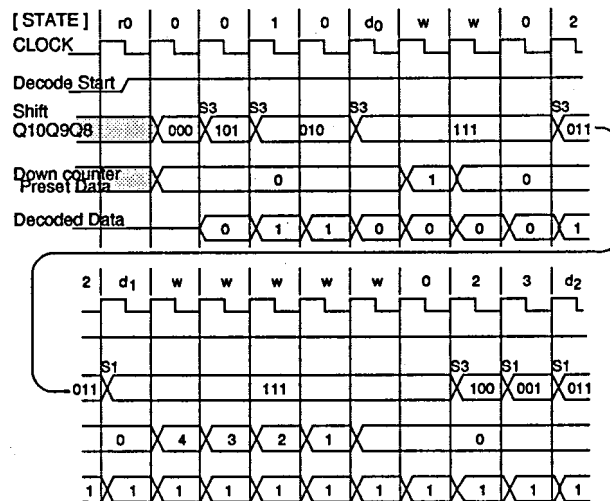 [ STATE ] r0 0 0 1 0 d0 w w 0 2
CLOCK
Decode Start
Shift S3 S3 S3 S3
Q10Q9Q8 000 101 010 111 011
Down counter
Preset Data 0 1 0
Decoded Data 0 1 1 0 0 0 0 1
2 d1 w w w w w 0 2 3 d2
S1 S3 S1 S1
011 111 100 001 011
0 4 3 2 1 0
1 1 1 1 1 1 1 1 1 1 1